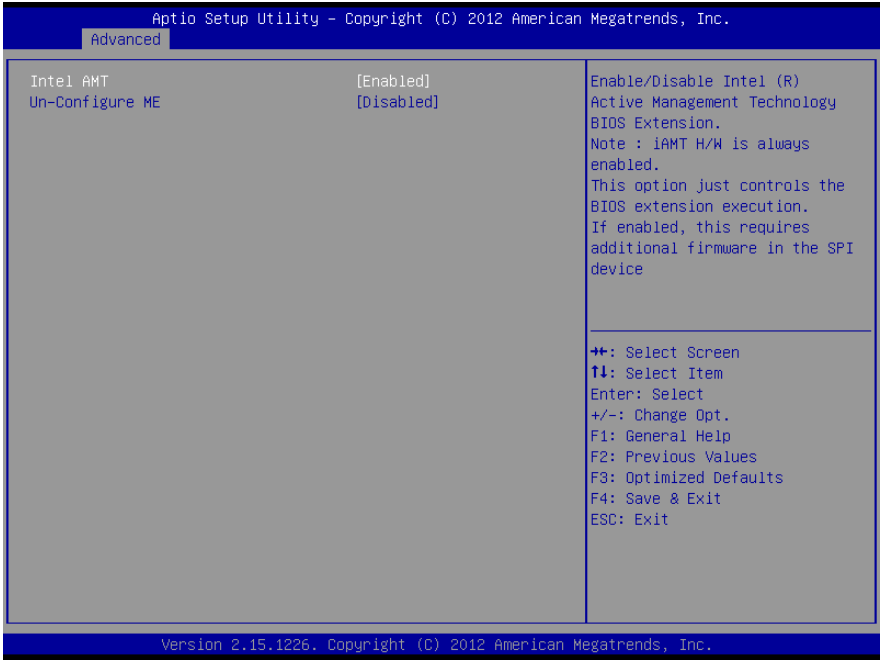 Aptio Setup Utility – Copyright (C) 2012 American Megatrends, Inc.
Advanced
Intel AMT [Enabled]
Un-Configure ME [Disabled]
Enable/Disable Intel (R)
Active Management Technology
BIOS Extension.
Note : iAMT H/W is always
enabled.
This option just controls the
BIOS extension execution.
If enabled, this requires
additional firmware in the SPI
device
→←: Select Screen
↑↓: Select Item
Enter: Select
+/-: Change Opt.
F1: General Help
F2: Previous Values
F3: Optimized Defaults
F4: Save & Exit
ESC: Exit
Version 2.15.1226. Copyright (C) 2012 American Megatrends, Inc.